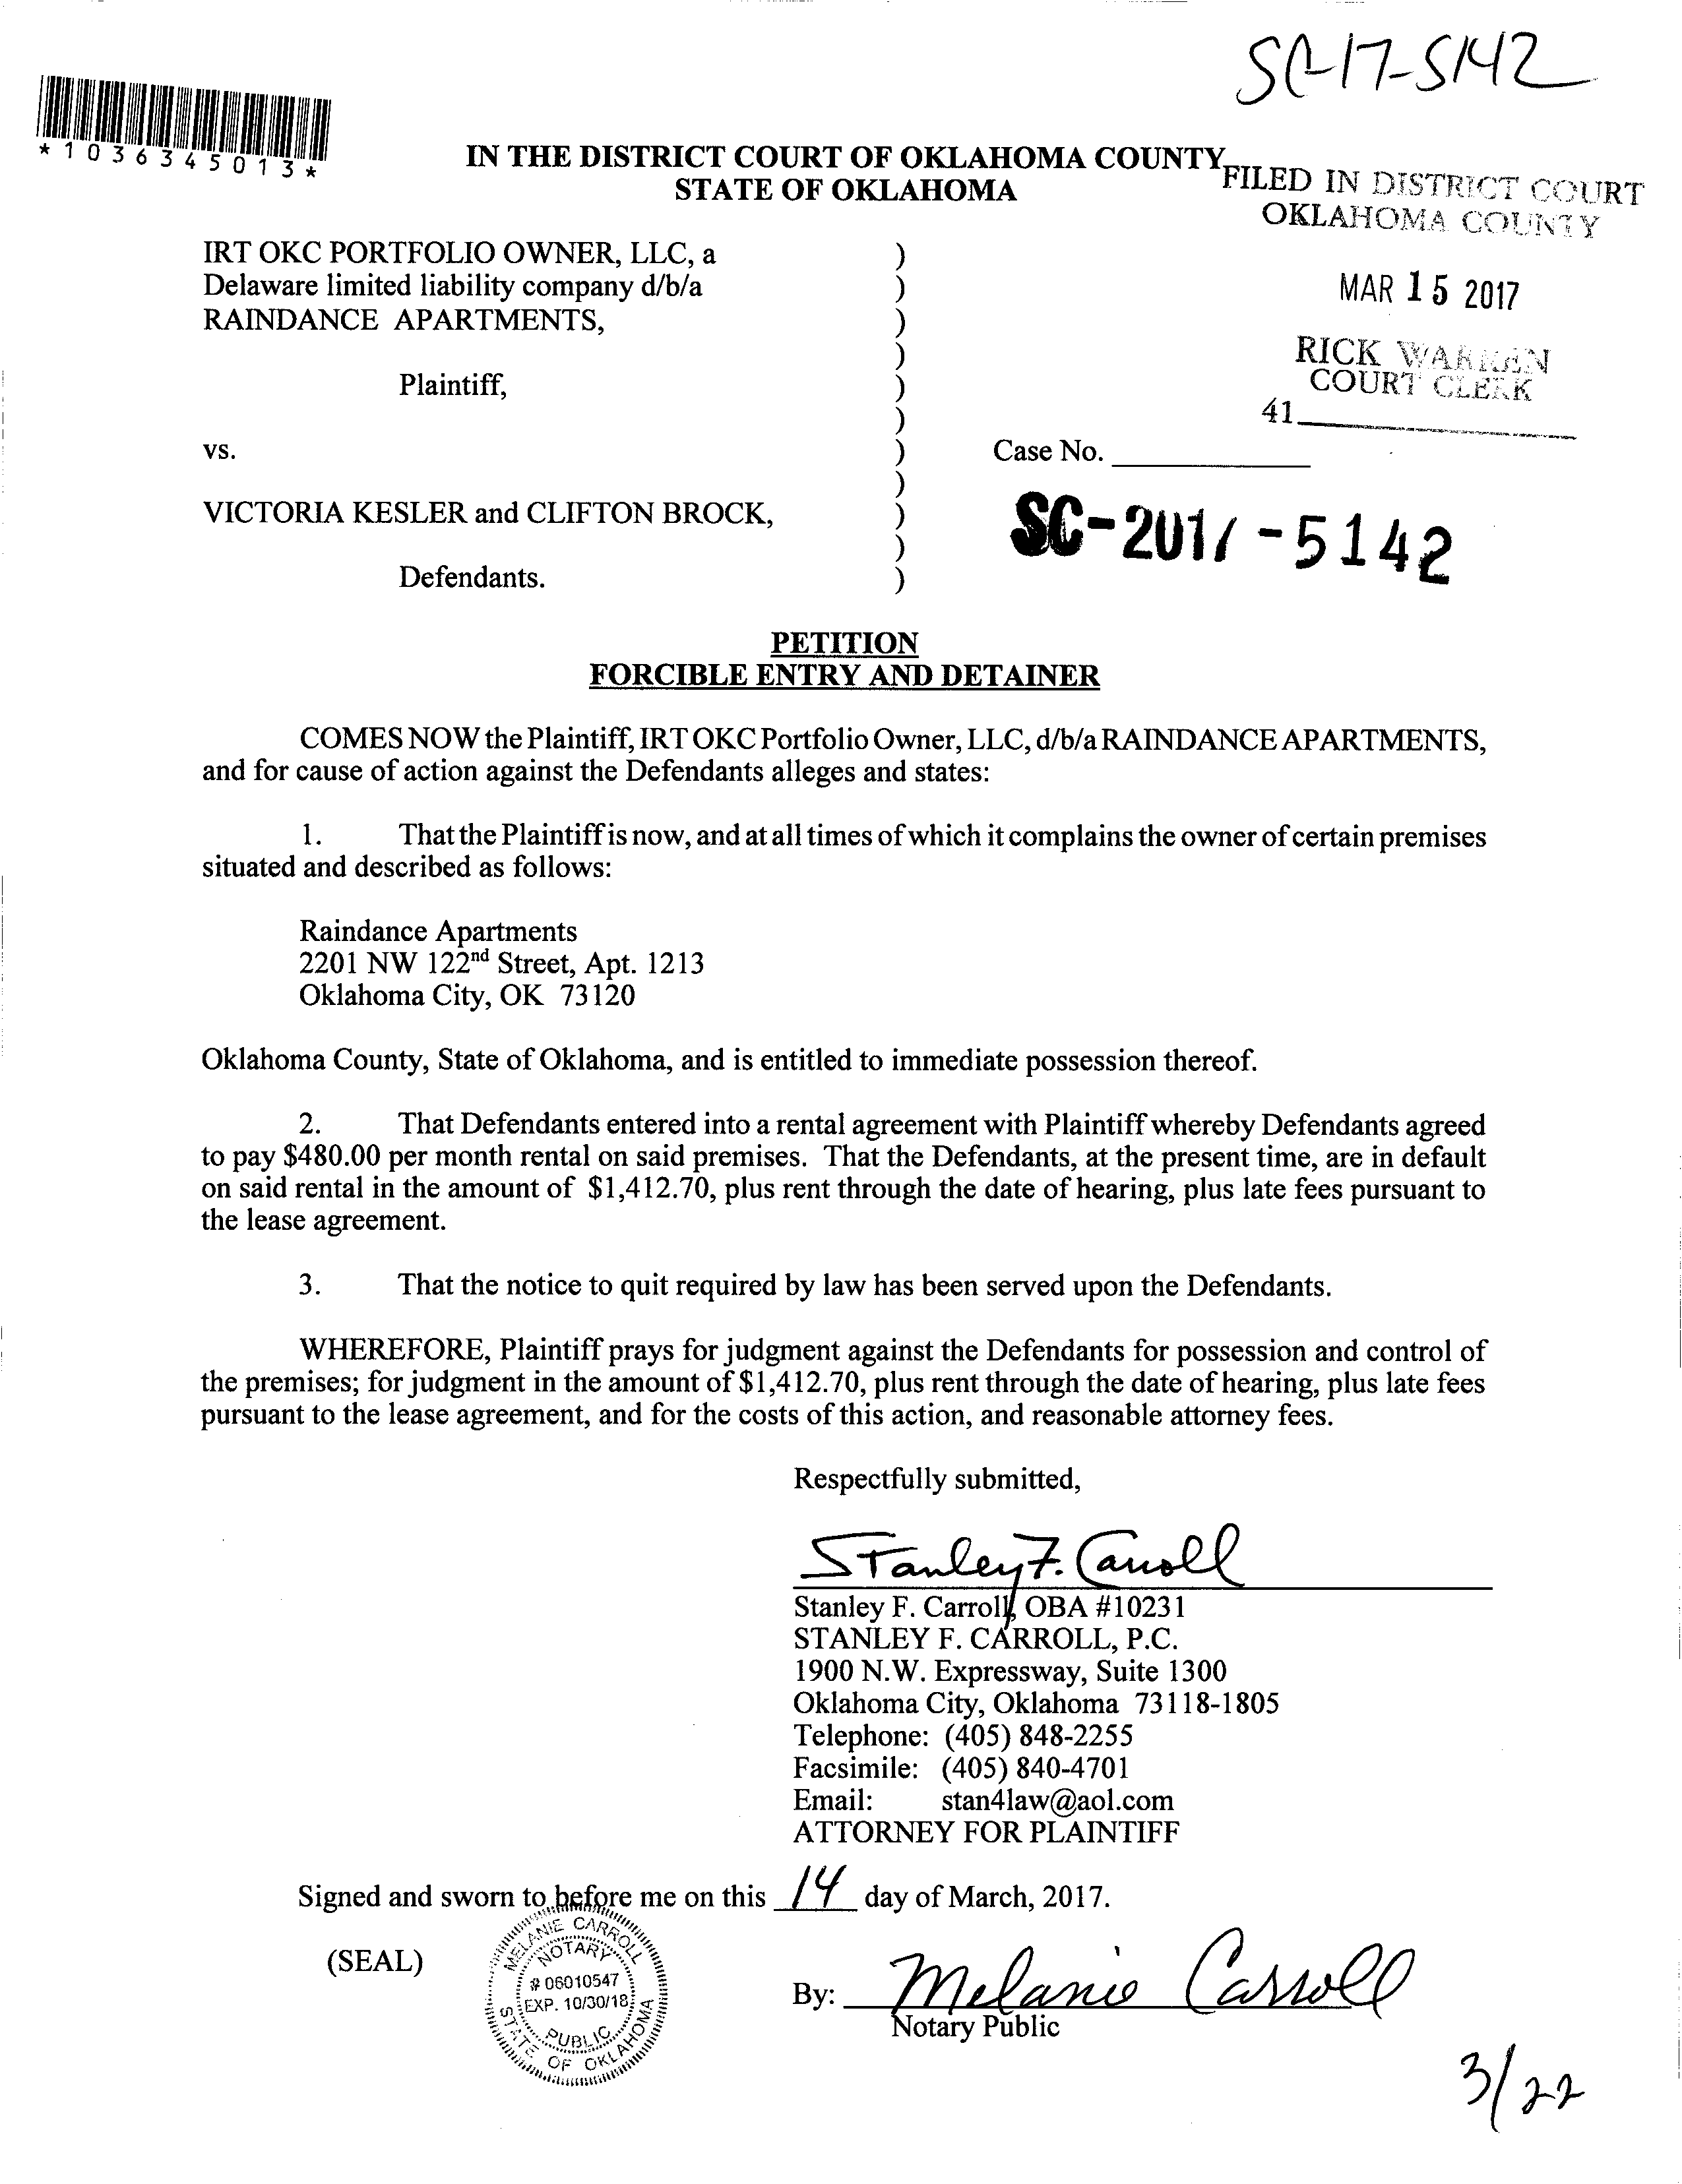 SC-17-5142
*1036345013*
IN THE DISTRICT COURT OF OKLAHOMA COUNTY
STATE OF OKLAHOMA
FILED IN DISTRICT COURT
OKLAHOMA COUNTY
MAR 15 2017
RICK WARREN
COURT CLERK
41
IRT OKC PORTFOLIO OWNER, LLC, a )
Delaware limited liability company d/b/a )
RAINDANCE APARTMENTS, )
)
Plaintiff, )
)
vs. ) Case No.
)
VICTORIA KESLER and CLIFTON BROCK, )
)
Defendants. )
SC-2017-5142
PETITION
FORCIBLE ENTRY AND DETAINER
COMES NOW the Plaintiff, IRT OKC Portfolio Owner, LLC, d/b/a RAINDANCE APARTMENTS,
and for cause of action against the Defendants alleges and states:
1. That the Plaintiff is now, and at all times of which it complains the owner of certain premises
situated and described as follows:
Raindance Apartments
2201 NW 122nd Street, Apt. 1213
Oklahoma City, OK 73120
Oklahoma County, State of Oklahoma, and is entitled to immediate possession thereof.
2. That Defendants entered into a rental agreement with Plaintiff whereby Defendants agreed
to pay $480.00 per month rental on said premises. That the Defendants, at the present time, are in default
on said rental in the amount of $1,412.70, plus rent through the date of hearing, plus late fees pursuant to
the lease agreement.
3. That the notice to quit required by law has been served upon the Defendants.
WHEREFORE, Plaintiff prays for judgment against the Defendants for possession and control of
the premises; for judgment in the amount of $1,412.70, plus rent through the date of hearing, plus late fees
pursuant to the lease agreement, and for the costs of this action, and reasonable attorney fees.
Respectfully submitted,
Stanley F. Carroll
Stanley F. Carroll, OBA #10231
STANLEY F. CARROLL, P.C.
1900 N.W. Expressway, Suite 1300
Oklahoma City, Oklahoma 73118-1805
Telephone: (405) 848-2255
Facsimile: (405) 840-4701
Email: stan4law@aol.com
ATTORNEY FOR PLAINTIFF
Signed and sworn to before me on this 14 day of March, 2017.
(SEAL)
MELANIE CARROLL
NOTARY
# 06010547
EXP. 10/30/18
PUBLIC
STATE OF OKLAHOMA
By: Melanie Carroll
Notary Public
3/22